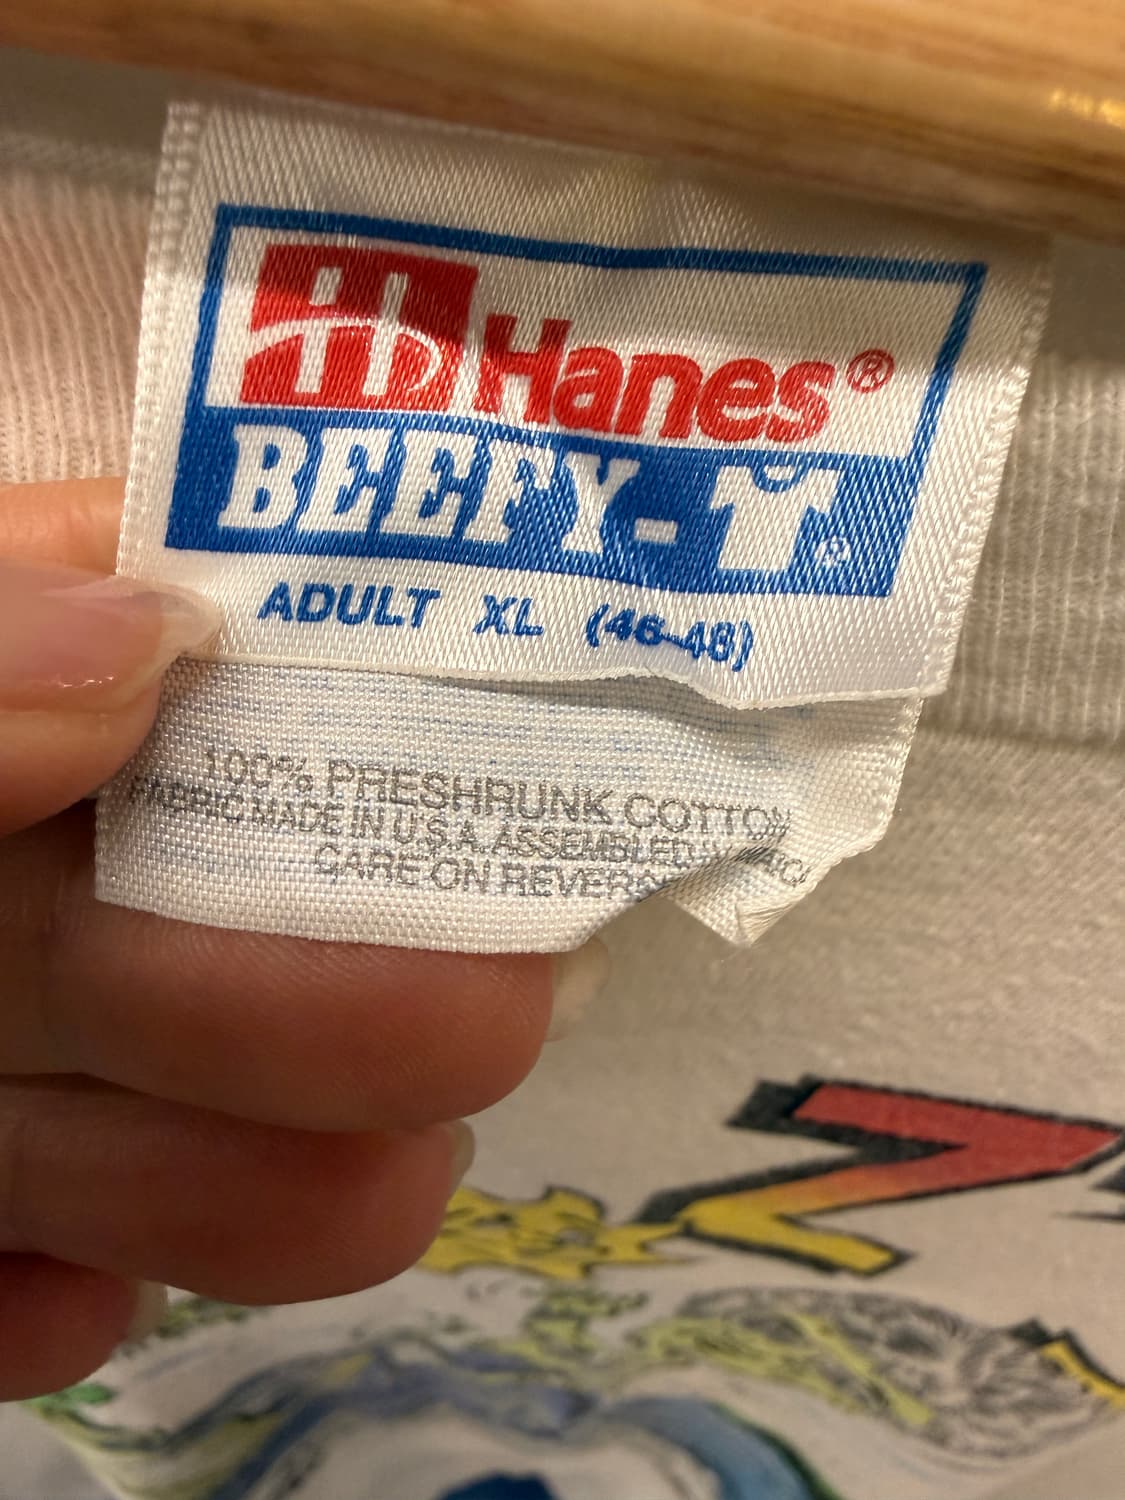 Hanes®
BEEFY-T®
ADULT XL (46-48)
100% PRESHRUNK COTTON
FABRIC MADE IN U.S.A. ASSEMBLED
CARE ON REVERSE
Z